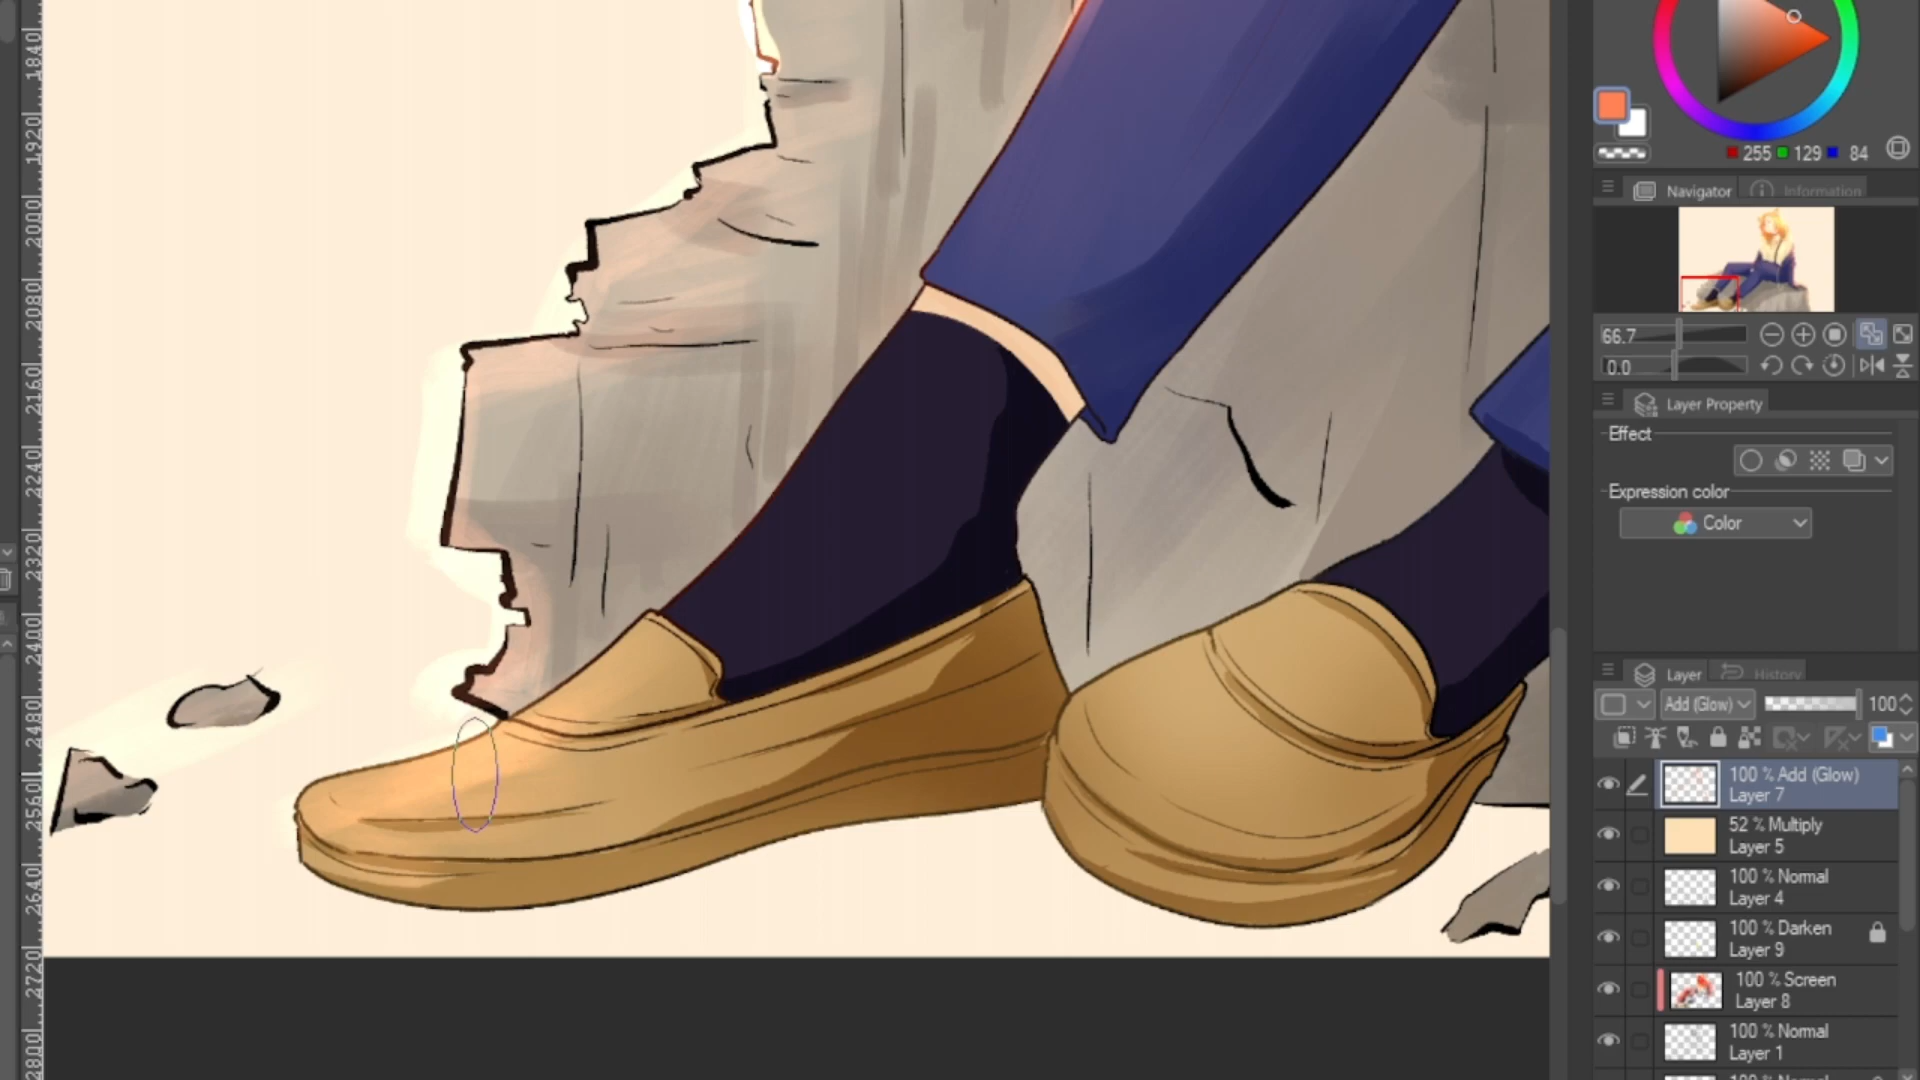 1840
1920
2000
2080
2160
2240
2320
2400
2480
2560
2640
2720
2800
255 129 84
Navigator Information
66.7
0.0
Layer Property
Effect
Expression color
Color
Layer History
Add (Glow) 100
100 % Add (Glow)
Layer 7
52 % Multiply
Layer 5
100 % Normal
Layer 4
100 % Darken
Layer 9
100 % Screen
Layer 8
100 % Normal
Layer 1